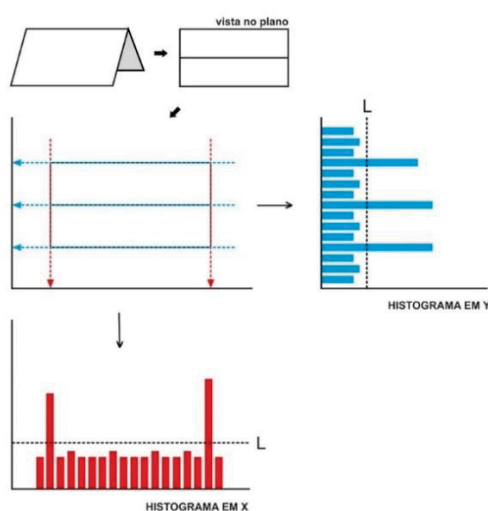 vista no plano
L
HISTOGRAMA EM Y
L
HISTOGRAMA EM X